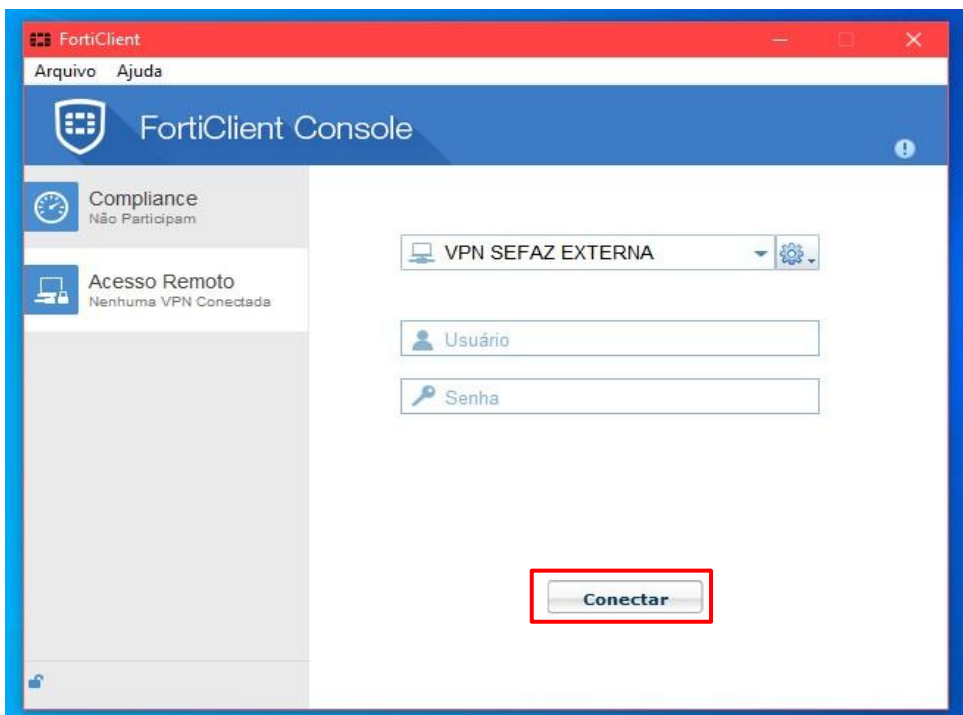 FortiClient
Arquivo Ajuda
FortiClient Console
Compliance
Não Participam
Acesso Remoto
Nenhuma VPN Conectada
VPN SEFAZ EXTERNA
Usuário
Senha
Conectar